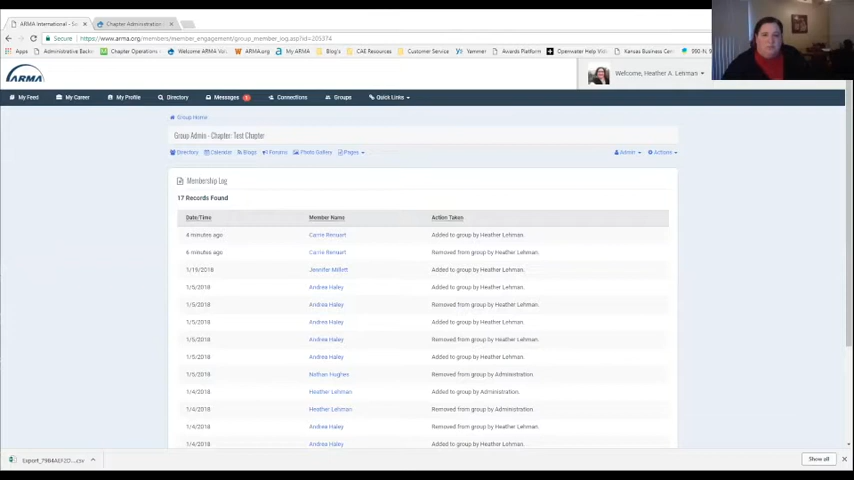 ARMA International - S
Chapter Administration
Secure https://www.arma.org/members/member_engagement/group_member_log.asp?id=205374
Apps Administrative Backe Chapter Operations Welcome ARMA Vol ARMA.org My ARMA Blog's CAE Resources Customer Service Yammer Awards Platform Openwater Help Vide Kansas Business Cente 990-N,
ARMA
Welcome, Heather A. Lehman
My Feed My Career My Profile Directory Messages Connections Groups Quick Links
Group Home
Group Admin - Chapter: Test Chapter
Directory Calendar Blogs Forums Photo Gallery Pages Admin Actions
Membership Log
17 Records Found
Date/Time Member Name Action Taken
4 minutes ago Carrie Renuart Added to group by Heather Lehman.
6 minutes ago Carrie Renuart Removed from group by Heather Lehman.
1/19/2018 Jennifer Millett Added to group by Heather Lehman.
1/5/2018 Andrea Haley Added to group by Heather Lehman.
1/5/2018 Andrea Haley Removed from group by Heather Lehman.
1/5/2018 Andrea Haley Added to group by Heather Lehman.
1/5/2018 Andrea Haley Removed from group by Heather Lehman.
1/5/2018 Andrea Haley Added to group by Heather Lehman.
1/5/2018 Nathan Hughes Removed from group by Administration.
1/4/2018 Heather Lehman Added to group by Administration.
1/4/2018 Heather Lehman Removed from group by Administration
1/4/2018 Andrea Haley Removed from group by Heather Lehman.
1/4/2018 Andrea Haley Added to group by Heather Lehman.
Show all